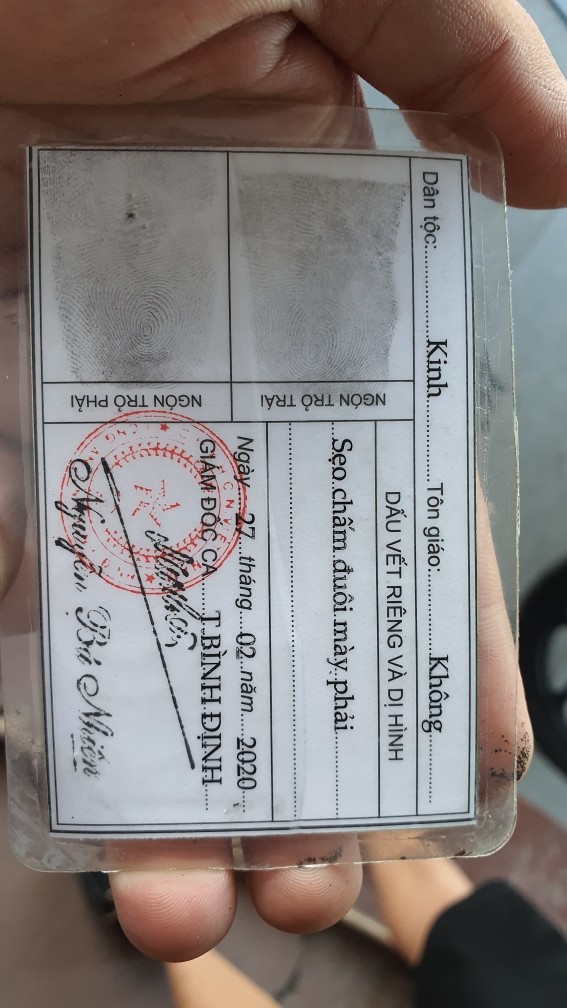 Dân tộc: Kinh Tôn giáo: Không
DẤU VẾT RIÊNG VÀ DỊ HÌNH
Sẹo chấm đuôi mày phải
Ngày 27 tháng 02 năm 2020
GIÁM ĐỐC CA T.BÌNH ĐỊNH
Nguyễn Bá Nhiên
NGÓN TRỎ TRÁI
NGÓN TRỎ PHẢI